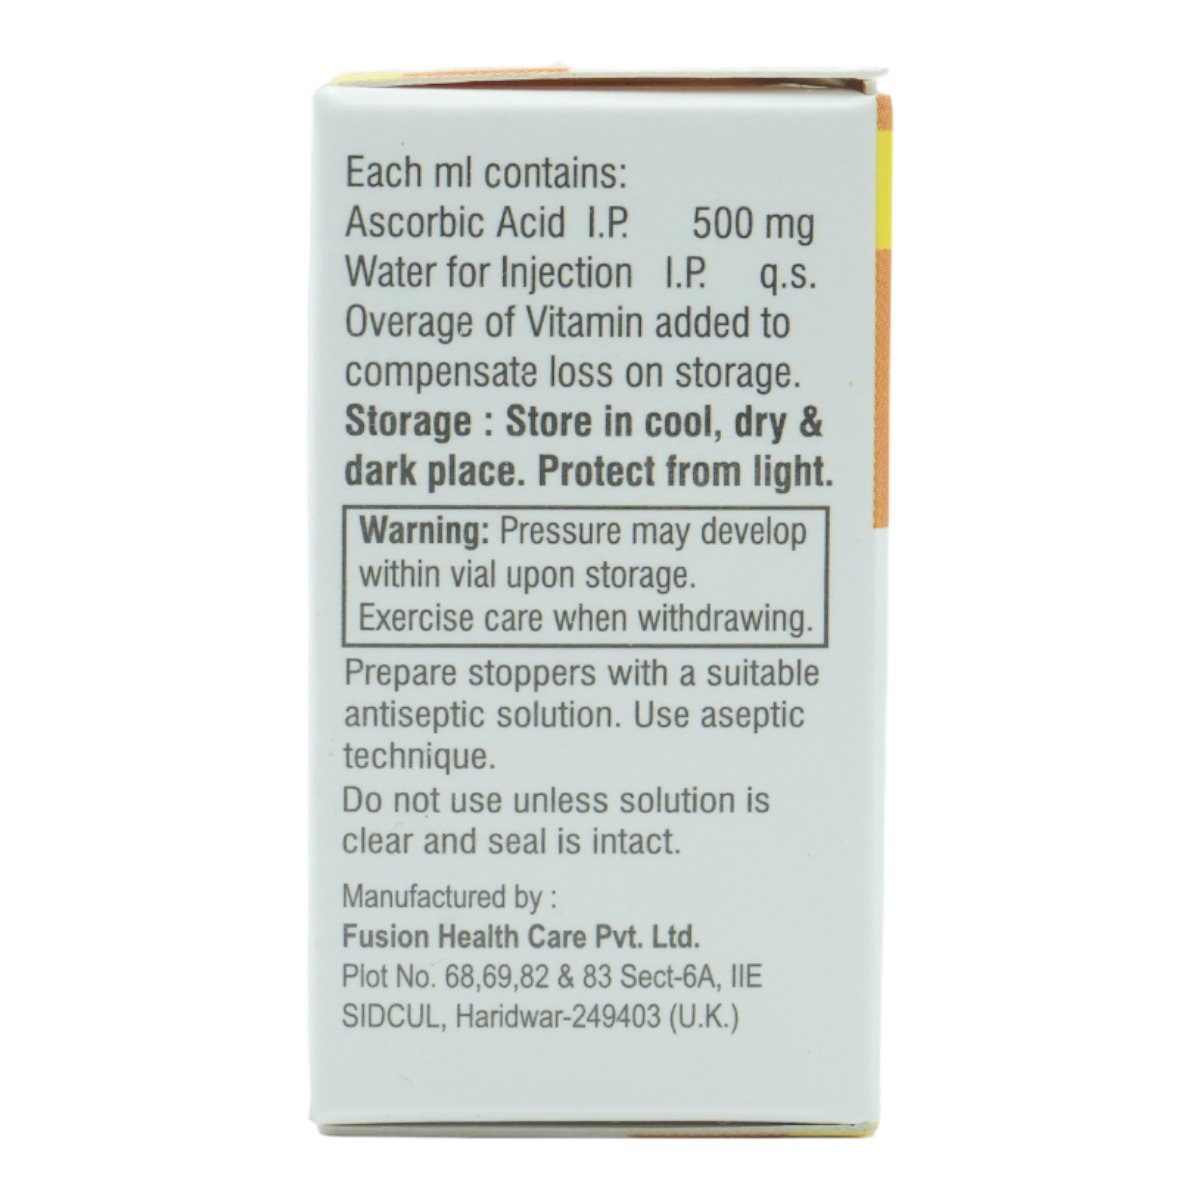 Each ml contains:
Ascorbic Acid I.P. 500 mg
Water for Injection I.P. q.s.
Overage of Vitamin added to
compensate loss on storage.
Storage : Store in cool, dry &
dark place. Protect from light.
Warning: Pressure may develop
within vial upon storage.
Exercise care when withdrawing.
Prepare stoppers with a suitable
antiseptic solution. Use aseptic
technique.
Do not use unless solution is
clear and seal is intact.
Manufactured by :
Fusion Health Care Pvt. Ltd.
Plot No. 68,69,82 & 83 Sect-6A, IIE
SIDCUL, Haridwar-249403 (U.K.)